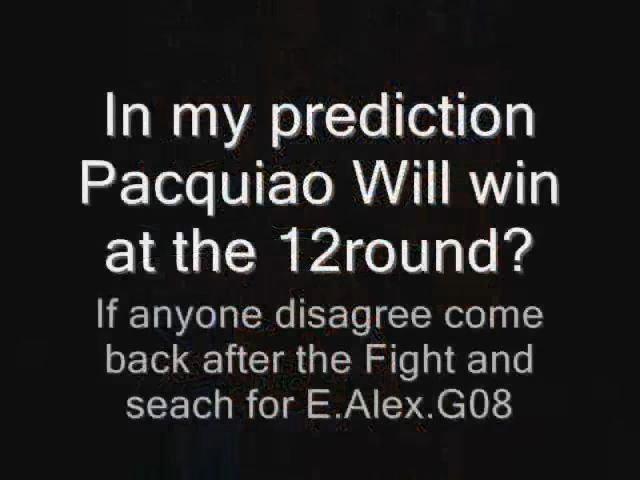 In my prediction
Pacquiao Will win
at the 12round?
If anyone disagree come
back after the Fight and
seach for E.Alex.G08